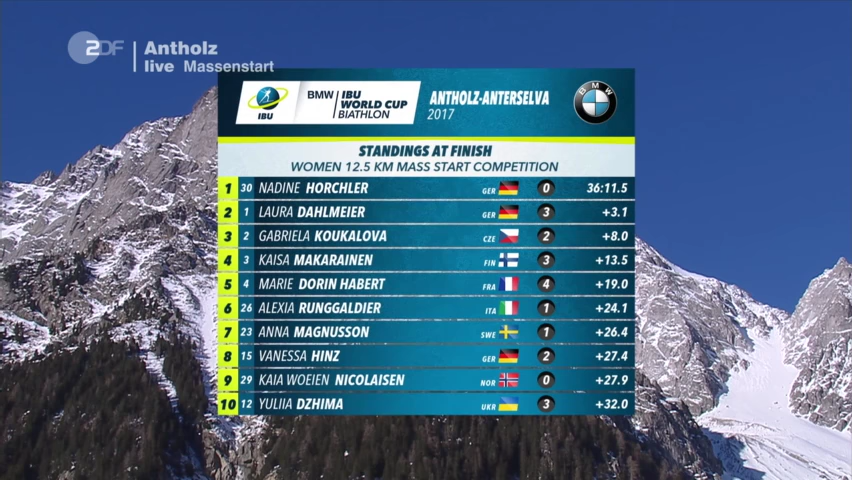 ZDF
Antholz
live Massenstart
IBU
BMW IBU WORLD CUP BIATHLON
ANTHOLZ-ANTERSELVA
2017
BMW
STANDINGS AT FINISH
WOMEN 12.5 KM MASS START COMPETITION
1 30 NADINE HORCHLER GER 0 36:11.5
2 1 LAURA DAHLMEIER GER 3 +3.1
3 2 GABRIELA KOUKALOVA CZE 2 +8.0
4 3 KAISA MAKARAINEN FIN 3 +13.5
5 4 MARIE DORIN HABERT FRA 4 +19.0
6 26 ALEXIA RUNGGALDIER ITA 1 +24.1
7 23 ANNA MAGNUSSON SWE 1 +26.4
8 15 VANESSA HINZ GER 2 +27.4
9 29 KAIA WOEIEN NICOLAISEN NOR 0 +27.9
10 12 YULIIA DZHIMA UKR 3 +32.0